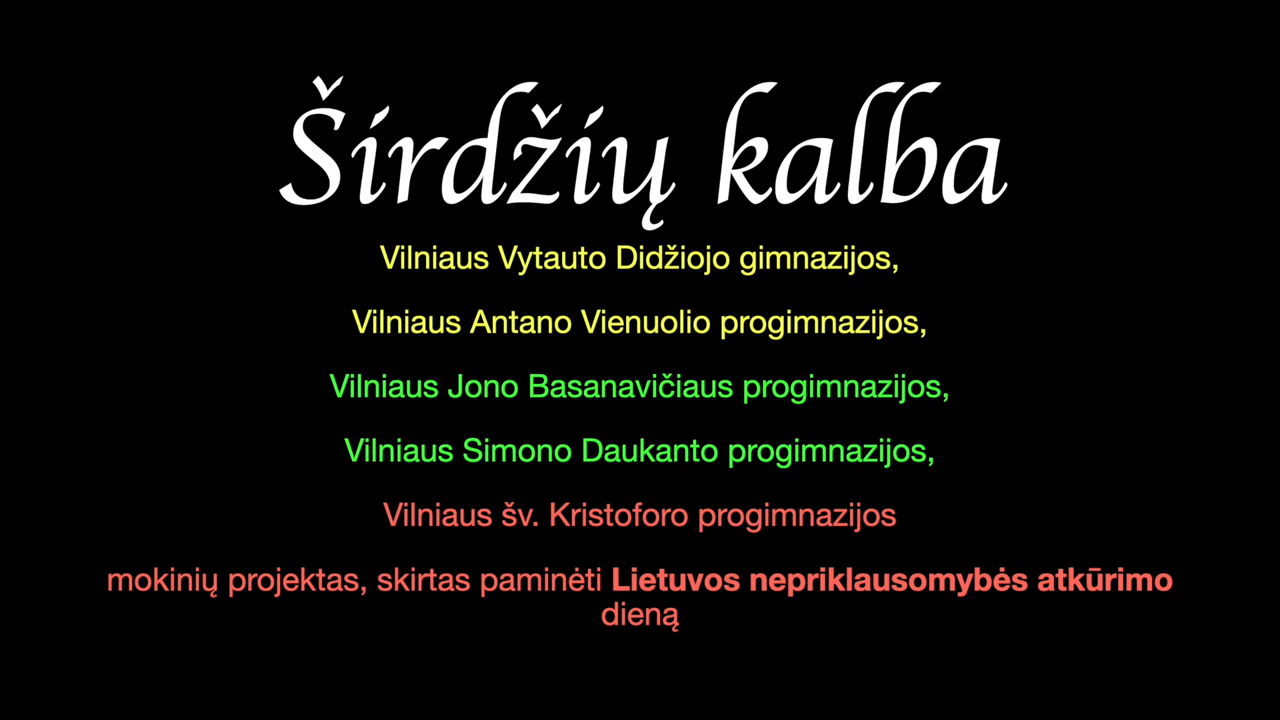 Širdžių kalba
Vilniaus Vytauto Didžiojo gimnazijos,
Vilniaus Antano Vienuolio progimnazijos,
Vilniaus Jono Basanavičiaus progimnazijos,
Vilniaus Simono Daukanto progimnazijos,
Vilniaus šv. Kristoforo progimnazijos
mokinių projektas, skirtas paminėti Lietuvos nepriklausomybės atkūrimo
dieną